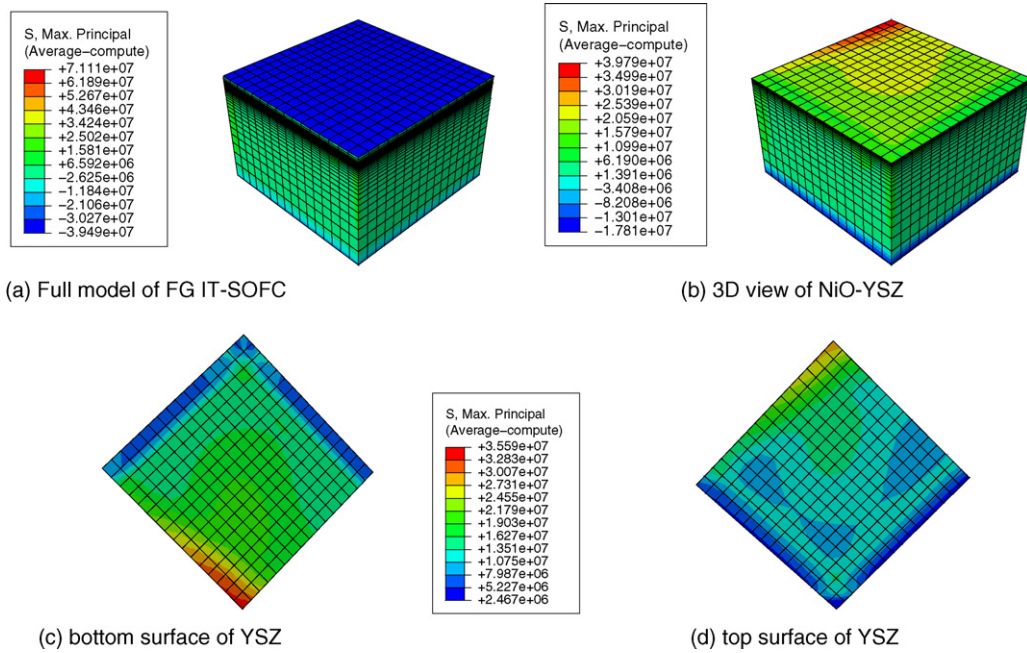 S, Max. Principal
(Average-compute)
+7.111e+07
+6.189e+07
+5.267e+07
+4.346e+07
+3.424e+07
+2.502e+07
+1.581e+07
+6.592e+06
-2.625e+06
-1.184e+07
-2.106e+07
-3.027e+07
-3.949e+07
S, Max. Principal
(Average-compute)
+3.979e+07
+3.499e+07
+3.019e+07
+2.539e+07
+2.059e+07
+1.579e+07
+1.099e+07
+6.190e+06
+1.391e+06
-3.408e+06
-8.208e+06
-1.301e+07
-1.781e+07
(a) Full model of FG IT-SOFC
(b) 3D view of NiO-YSZ
S, Max. Principal
(Average-compute)
+3.559e+07
+3.283e+07
+3.007e+07
+2.731e+07
+2.455e+07
+2.179e+07
+1.903e+07
+1.627e+07
+1.351e+07
+1.075e+07
+7.987e+06
+5.227e+06
+2.467e+06
(c) bottom surface of YSZ
(d) top surface of YSZ